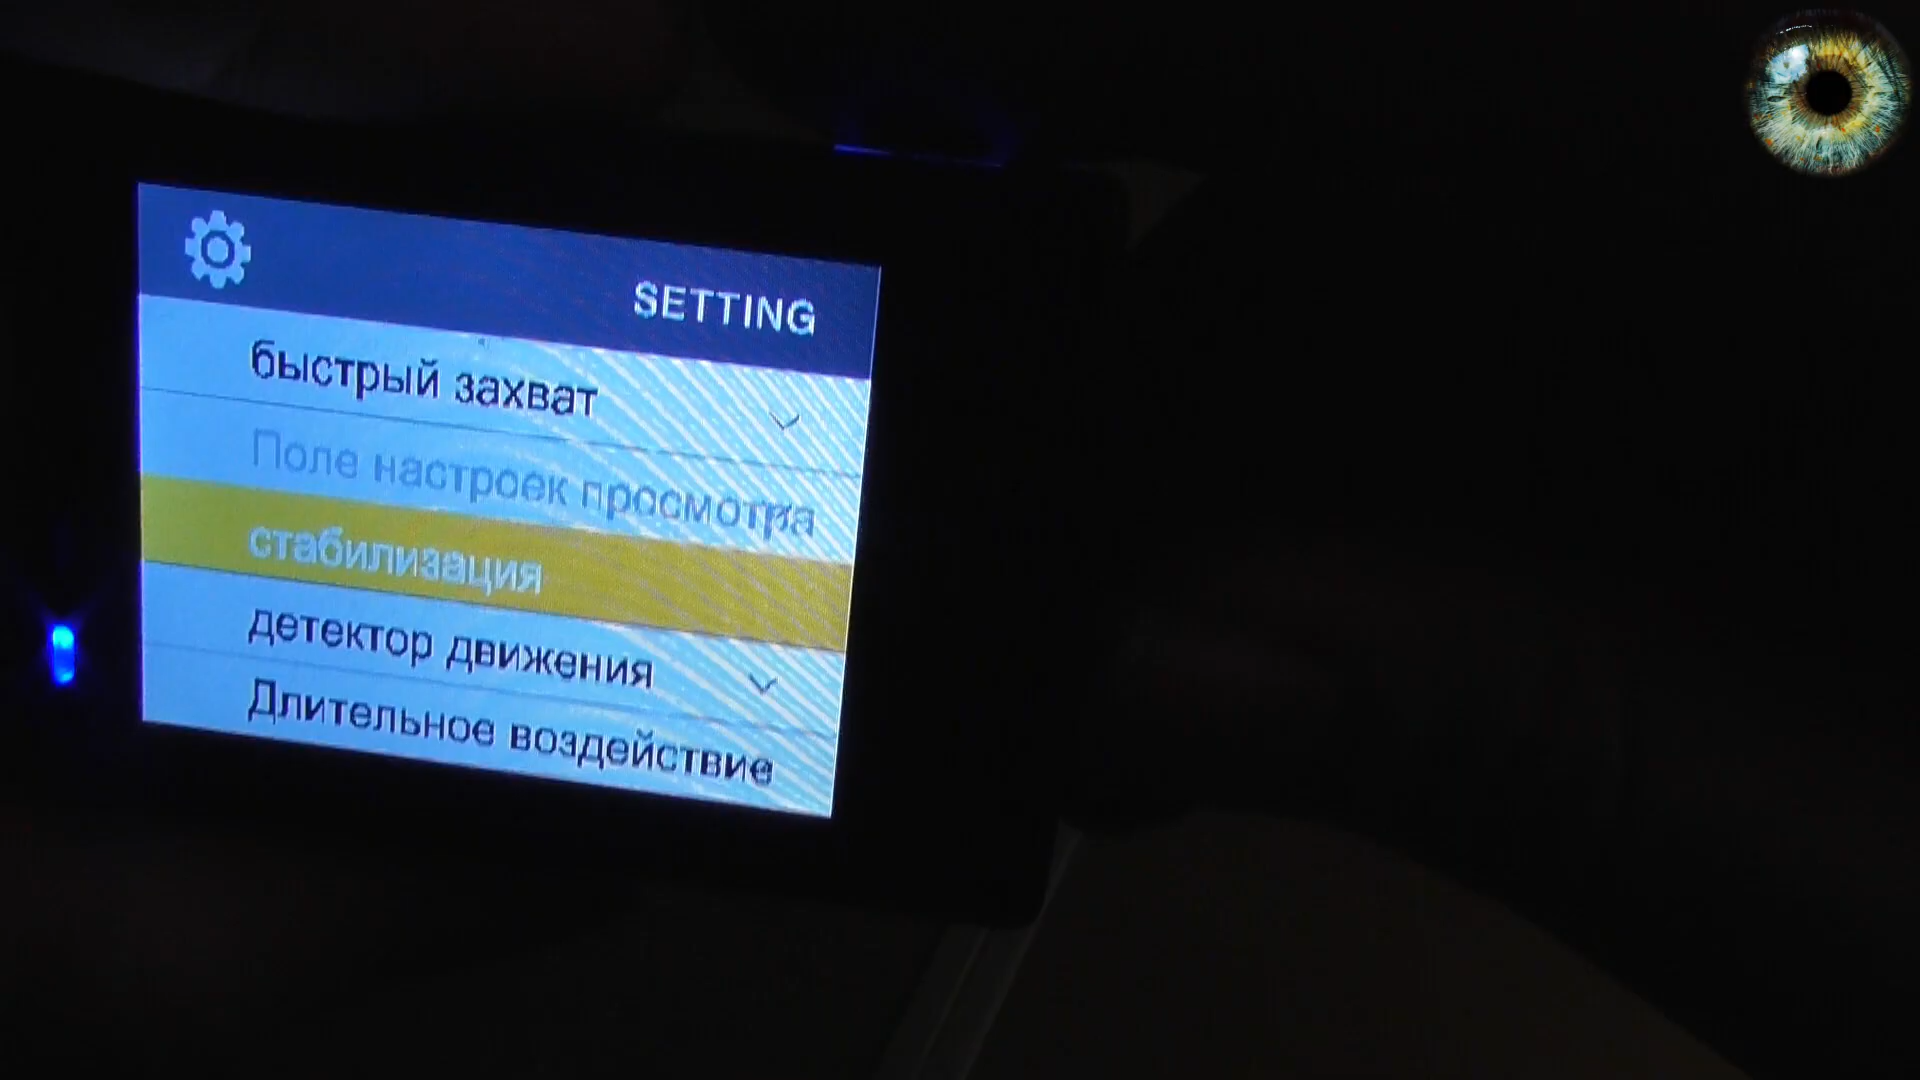 SETTING
быстрый захват
Поле настроек просмотра
стабилизация
детектор движения
Длительное воздействие